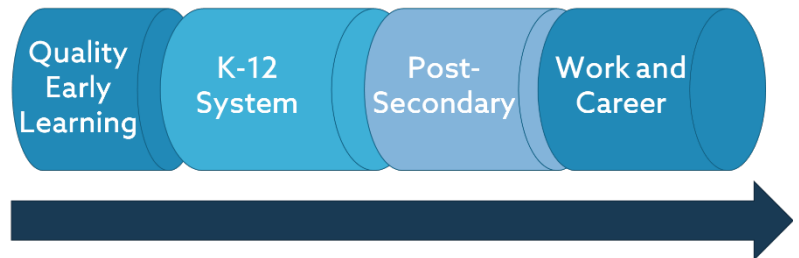 Quality
Early
Learning
K-12
System
Post-
Secondary
Work and
Career